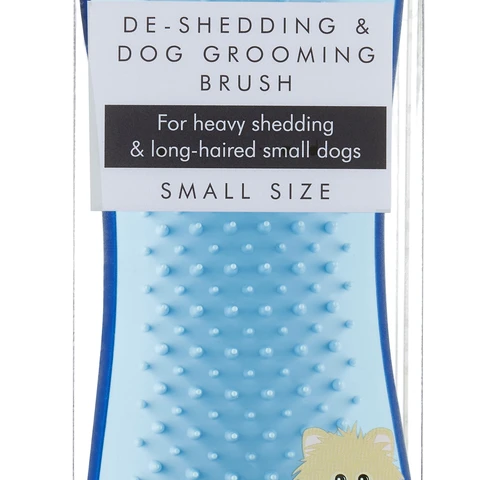 DE-SHEDDING &
DOG GROOMING
BRUSH
For heavy shedding
& long-haired small dogs
SMALL SIZE